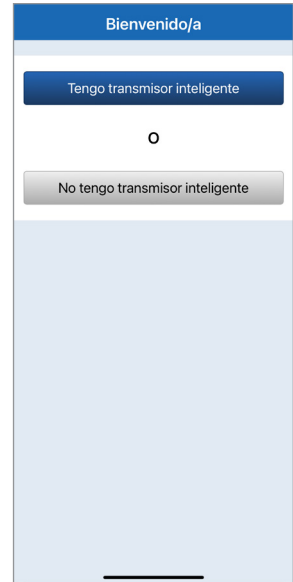 Bienvenido/a
Tengo transmisor inteligente
O
No tengo transmisor inteligente